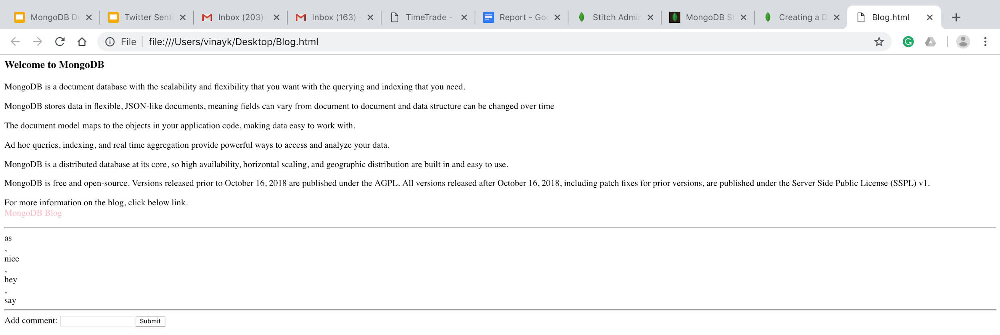 MongoDB De
Twitter Senti
Inbox (203)
Inbox (163) -
TimeTrade -
Report - Goo
Stitch Admin
MongoDB St
Creating a D
Blog.html
File
file:///Users/vinayk/Desktop/Blog.html
Welcome to MongoDB
MongoDB is a document database with the scalability and flexibility that you want with the querying and indexing that you need.
MongoDB stores data in flexible, JSON-like documents, meaning fields can vary from document to document and data structure can be changed over time
The document model maps to the objects in your application code, making data easy to work with.
Ad hoc queries, indexing, and real time aggregation provide powerful ways to access and analyze your data.
MongoDB is a distributed database at its core, so high availability, horizontal scaling, and geographic distribution are built in and easy to use.
MongoDB is free and open-source. Versions released prior to October 16, 2018 are published under the AGPL. All versions released after October 16, 2018, including patch fixes for prior versions, are published under the Server Side Public License (SSPL) v1.
For more information on the blog, click below link.
MongoDB Blog
as
,
nice
,
hey
,
say
Add comment: Submit